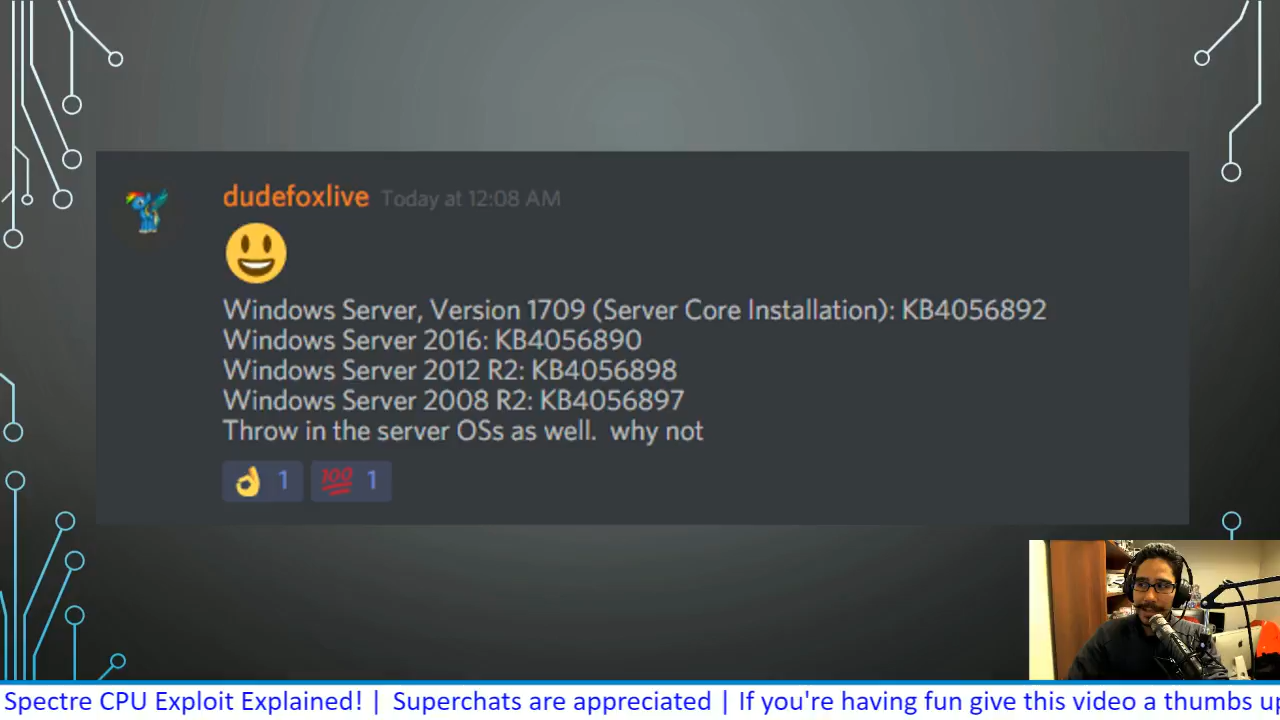 dudefoxlive Today at 12:08 AM
Windows Server, Version 1709 (Server Core Installation): KB4056892
Windows Server 2016: KB4056890
Windows Server 2012 R2: KB4056898
Windows Server 2008 R2: KB4056897
Throw in the server OSs as well.  why not
1 100 1
Spectre CPU Exploit Explained! | Superchats are appreciated | If you're having fun give this video a thumbs up